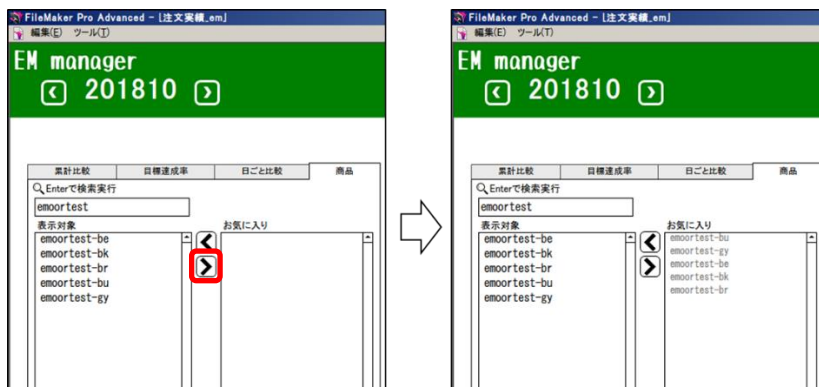 FileMaker Pro Advanced - [注文実績_em]
編集(E) ツール(T)
EM manager
201810
累計比較 目標達成率 日ごと比較 商品
Enterで検索実行
emoortest
表示対象 お気に入り
emoortest-be
emoortest-bk
emoortest-br
emoortest-bu
emoortest-gy
FileMaker Pro Advanced - [注文実績_em]
編集(E) ツール(T)
EM manager
201810
累計比較 目標達成率 日ごと比較 商品
Enterで検索実行
emoortest
表示対象 お気に入り
emoortest-be emoortest-bu
emoortest-bk emoortest-gy
emoortest-br emoortest-be
emoortest-bu emoortest-bk
emoortest-gy emoortest-br